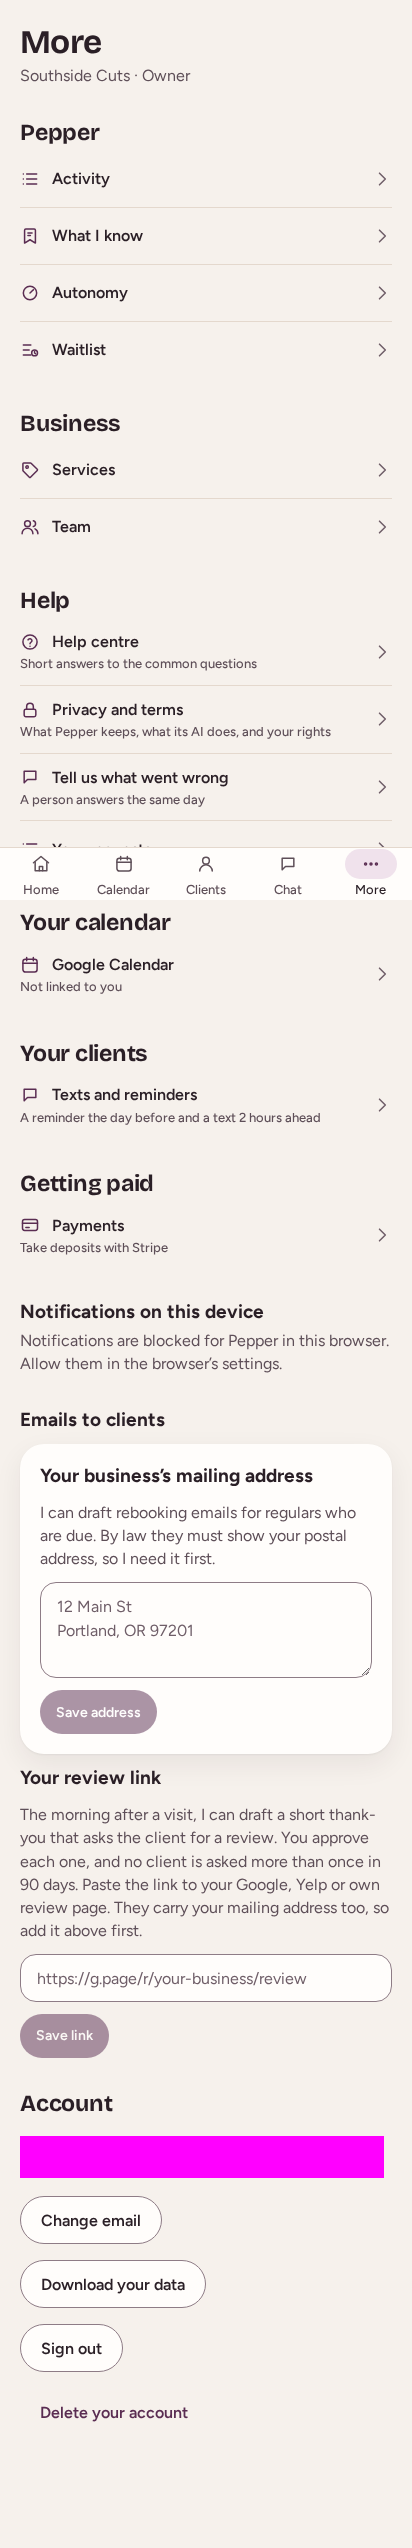 More
Southside Cuts · Owner
Pepper
Activity
What I know
Autonomy
Waitlist
Business
Services
Team
Help
Help centre
Short answers to the common questions
Privacy and terms
What Pepper keeps, what its AI does, and your rights
Tell us what went wrong
A person answers the same day
Home
Calendar
Clients
Chat
More
Your calendar
Google Calendar
Not linked to you
Your clients
Texts and reminders
A reminder the day before and a text 2 hours ahead
Getting paid
Payments
Take deposits with Stripe
Notifications on this device
Notifications are blocked for Pepper in this browser.
Allow them in the browser’s settings.
Emails to clients
Your business’s mailing address
I can draft rebooking emails for regulars who
are due. By law they must show your postal
address, so I need it first.
12 Main St
Portland, OR 97201
Save address
Your review link
The morning after a visit, I can draft a short thank-
you that asks the client for a review. You approve
each one, and no client is asked more than once in
90 days. Paste the link to your Google, Yelp or own
review page. They carry your mailing address too, so
add it above first.
https://g.page/r/your-business/review
Save link
Account
Change email
Download your data
Sign out
Delete your account